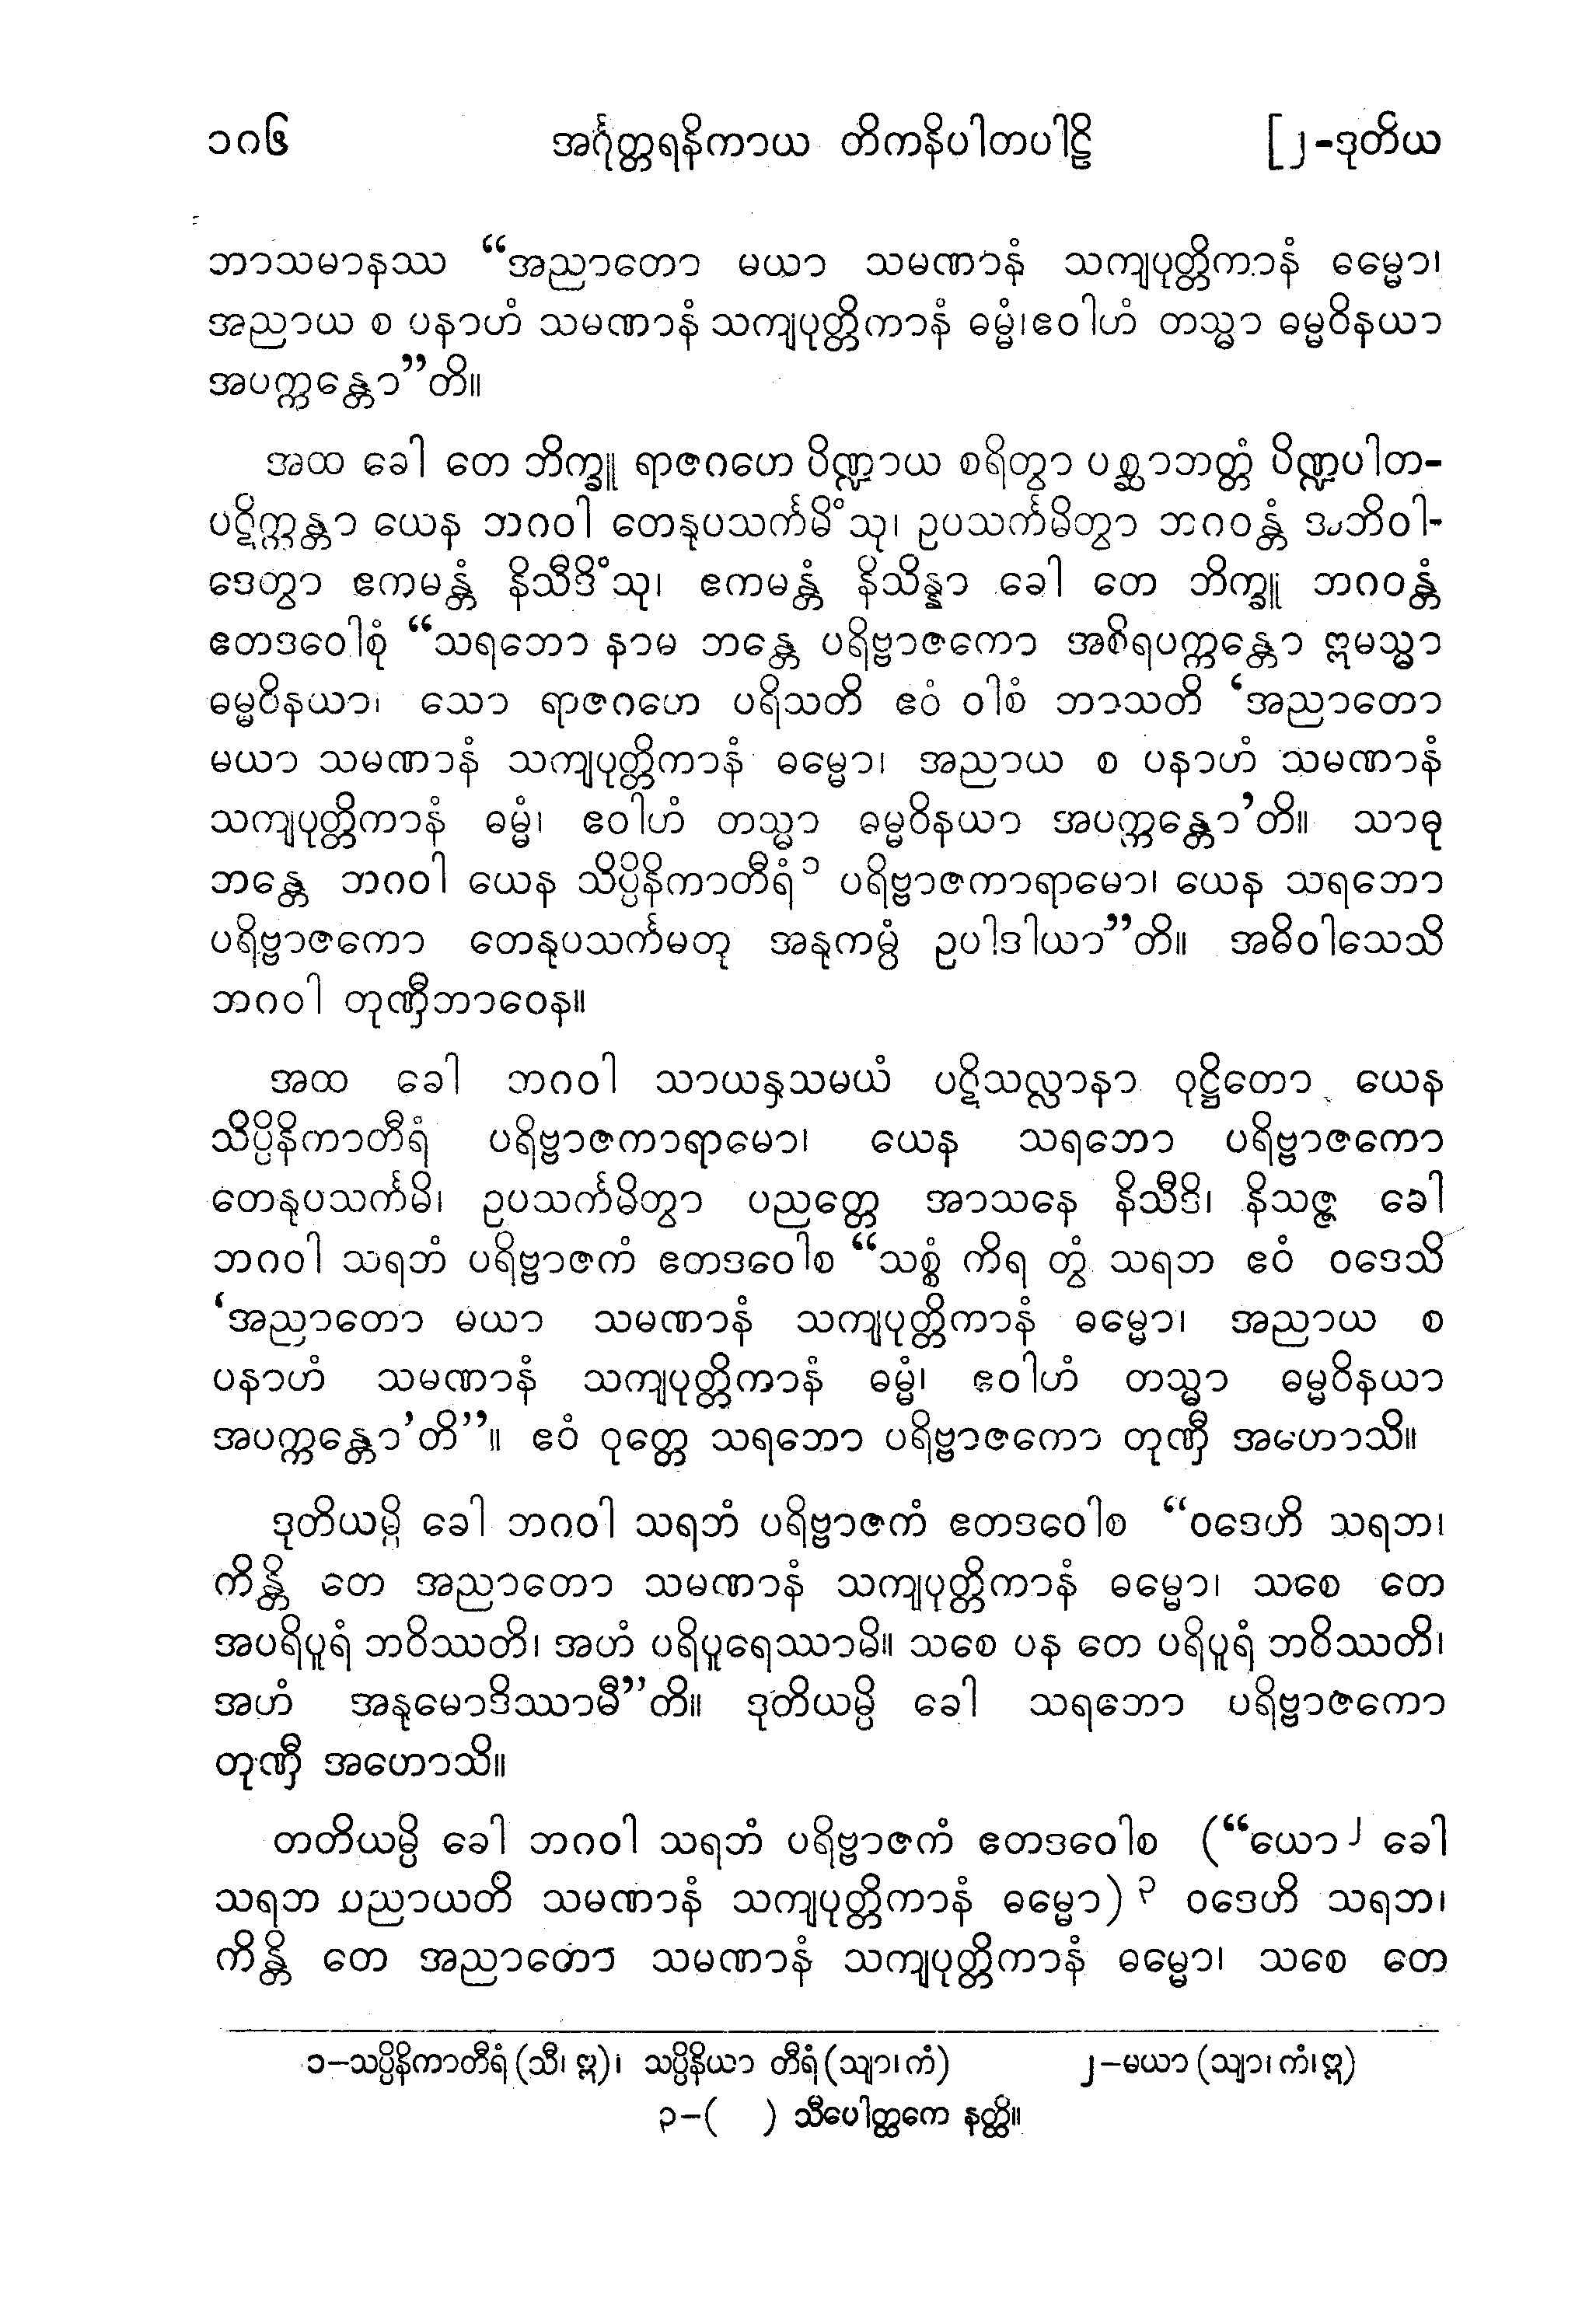 ၁၈၆ အင်္ဂုတ္တရနိကာယ တိကနိပါတပါဠိ [၂-ဒုတိယ
ဘာသမာနဿ “အညာတော မယာ သမဏာနံ သကျပုတ္တိကာနံ ဓမ္မော၊
အညာယ စ ပနာဟံ သမဏာနံ သကျပုတ္တိကာနံ ဓမ္မံ၊ဧဝါဟံ တသ္မာ ဓမ္မဝိနယာ
အပက္ကန္တော”တိ။
အထ ခေါ တေ ဘိက္ခူ ရာဇဂဟေ ပိဏ္ဍာယ စရိတွာ ပစ္ဆာဘတ္တံ ပိဏ္ဍပါတ-
ပဋိက္ကန္တာ ယေန ဘဂဝါ တေနုပသင်္ကမိံသု၊ ဥပသင်္ကမိတွာ ဘဂဝန္တံ အဘိဝါ-
ဒေတွာ ဧကမန္တံ နိသီဒိံသု၊ ဧကမန္တံ နိသိန္နာ ခေါ တေ ဘိက္ခူ ဘဂဝန္တံ
ဧတဒဝေါစုံ “သရဘော နာမ ဘန္တေ ပရိဗ္ဗာဇကော အစိရပက္ကန္တော ဣမသ္မာ
ဓမ္မဝိနယာ၊ သော ရာဇဂဟေ ပရိသတိ ဧဝံ ဝါစံ ဘာသတိ ‘အညာတော
မယာ သမဏာနံ သကျပုတ္တိကာနံ ဓမ္မော၊ အညာယ စ ပနာဟံ သမဏာနံ
သကျပုတ္တိကာနံ ဓမ္မံ၊ ဧဝါဟံ တသ္မာ ဓမ္မဝိနယာ အပက္ကန္တော’တိ။ သာဓု
ဘန္တေ ဘဂဝါ ယေန သိပ္ပိနိကာတီရံ၁ ပရိဗ္ဗာဇကာရာမော၊ ယေန သရဘော
ပရိဗ္ဗာဇကော တေနုပသင်္ကမတု အနုကမ္ပံ ဥပါဒါယာ”တိ။ အဓိဝါသေသိ
ဘဂဝါ တုဏှီဘာဝေန။
အထ ခေါ ဘဂဝါ သာယနှသမယံ ပဋိသလ္လာနာ ဝုဋ္ဌိတော ယေန
သိပ္ပိနိကာတီရံ ပရိဗ္ဗာဇကာရာမော၊ ယေန သရဘော ပရိဗ္ဗာဇကော
တေနုပသင်္ကမိ၊ ဥပသင်္ကမိတွာ ပညတ္တေ အာသနေ နိသီဒိ၊ နိသဇ္ဇ ခေါ
ဘဂဝါ သရဘံ ပရိဗ္ဗာဇကံ ဧတဒဝေါစ “သစ္စံ ကိရ တွံ သရဘ ဧဝံ ဝဒေသိ
‘အညာတော မယာ သမဏာနံ သကျပုတ္တိကာနံ ဓမ္မော၊ အညာယ စ
ပနာဟံ သမဏာနံ သကျပုတ္တိကာနံ ဓမ္မံ၊ ဧဝါဟံ တသ္မာ ဓမ္မဝိနယာ
အပက္ကန္တော’တိ”။ ဧဝံ ဝုတ္တေ သရဘော ပရိဗ္ဗာဇကော တုဏှီ အဟောသိ။
ဒုတိယမ္ပိ ခေါ ဘဂဝါ သရဘံ ပရိဗ္ဗာဇကံ ဧတဒဝေါစ “ဝဒေဟိ သရဘ၊
ကိန္တိ တေ အညာတော သမဏာနံ သကျပုတ္တိကာနံ ဓမ္မော၊ သစေ တေ
အပရိပူရံ ဘဝိဿတိ၊ အဟံ ပရိပူရေဿာမိ။ သစေ ပန တေ ပရိပူရံ ဘဝိဿတိ၊
အဟံ အနုမောဒိဿာမီ”တိ။ ဒုတိယမ္ပိ ခေါ သရဘော ပရိဗ္ဗာဇကော
တုဏှီ အဟောသိ။
တတိယမ္ပိ ခေါ ဘဂဝါ သရဘံ ပရိဗ္ဗာဇကံ ဧတဒဝေါစ (“ယော၂ ခေါ
သရဘ ပညာယတိ သမဏာနံ သကျပုတ္တိကာနံ ဓမ္မော)၃ ဝဒေဟိ သရဘ၊
ကိန္တိ တေ အညာတော သမဏာနံ သကျပုတ္တိကာနံ ဓမ္မော၊ သစေ တေ
၁-သပ္ပိနိကာတီရံ (သီ၊ ဣ)၊ သပ္ပိနိယာ တီရံ (သျာ၊ ကံ) ၂-မယာ (သျာ၊ ကံ၊ ဣ)
၃-( ) သီပေါတ္ထကေ နတ္ထိ။